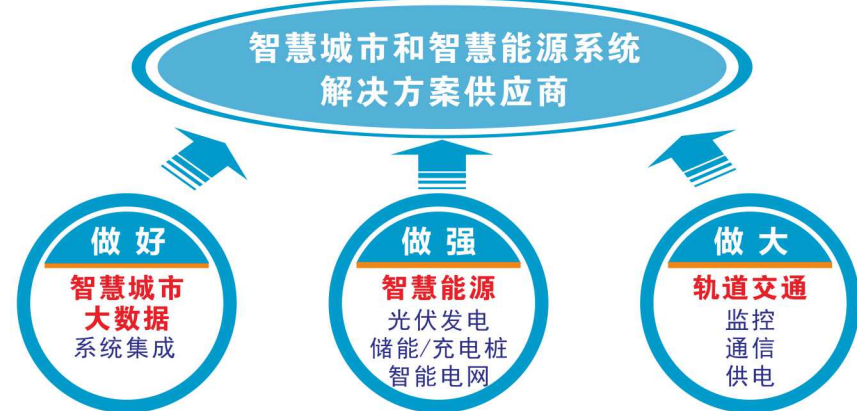 智慧城市和智慧能源系统
解决方案供应商
做好
智慧城市
大数据
系统集成
做强
智慧能源
光伏发电
储能/充电桩
智能电网
做大
轨道交通
监控
通信
供电